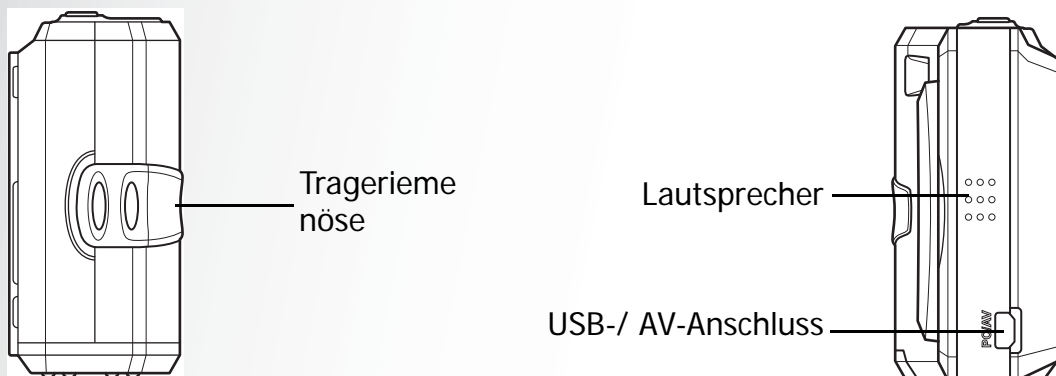 Tragerieme
nöse
Lautsprecher
USB-/ AV-Anschluss
PC/AV